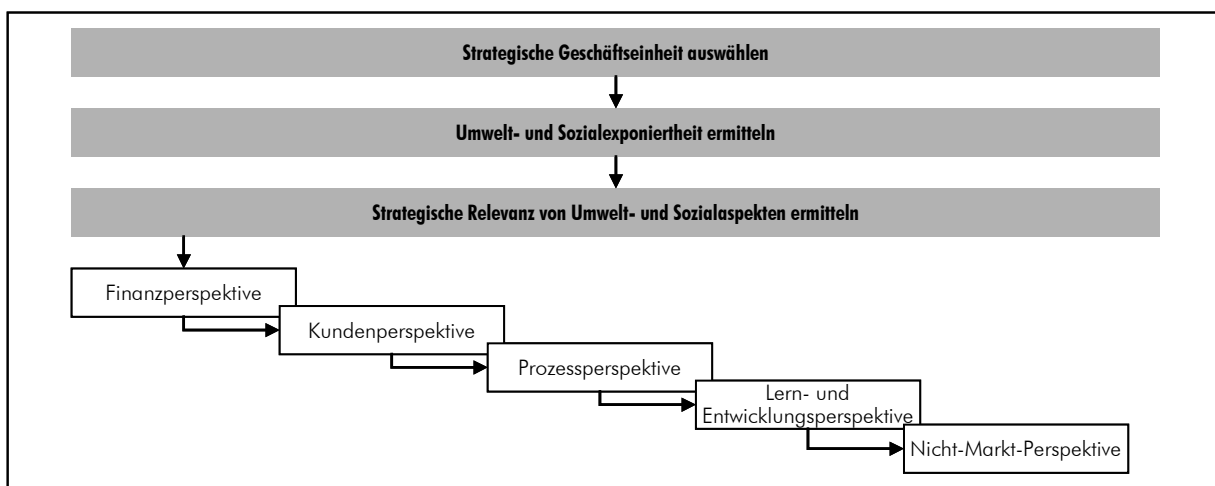 Strategische Geschäftseinheit auswählen
Umwelt- und Sozialexponiertheit ermitteln
Strategische Relevanz von Umwelt- und Sozialaspekten ermitteln
Finanzperspektive
Kundenperspektive
Prozessperspektive
Lern- und
Entwicklungsperspektive
Nicht-Markt-Perspektive